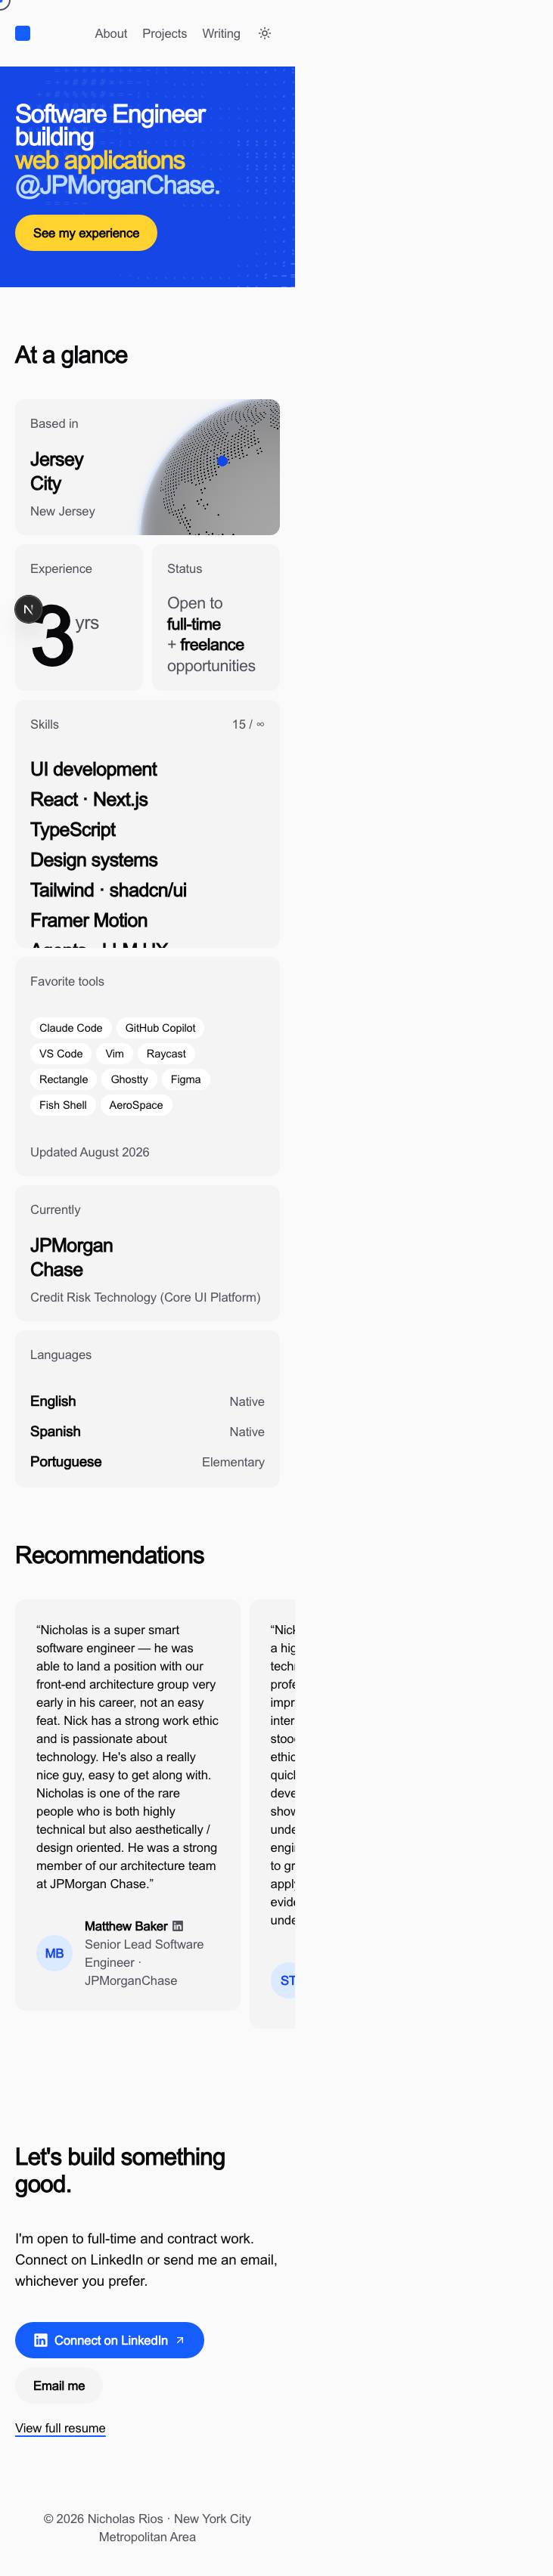 About Projects Writing
Software Engineer
building
web applications
@JPMorganChase.
See my experience
At a glance
Based in
Jersey
City
New Jersey
Experience
3 yrs
N
Status
Open to
full-time
+ freelance
opportunities
Skills 15 / ∞
UI development
React · Next.js
TypeScript
Design systems
Tailwind · shadcn/ui
Framer Motion
Favorite tools
Claude Code GitHub Copilot
VS Code Vim Raycast
Rectangle Ghostty Figma
Fish Shell AeroSpace
Updated August 2026
Currently
JPMorgan
Chase
Credit Risk Technology (Core UI Platform)
Languages
English Native
Spanish Native
Portuguese Elementary
Recommendations
“Nicholas is a super smart
software engineer — he was
able to land a position with our
front-end architecture group very
early in his career, not an easy
feat. Nick has a strong work ethic
and is passionate about
technology. He's also a really
nice guy, easy to get along with.
Nicholas is one of the rare
people who is both highly
technical but also aesthetically /
design oriented. He was a strong
member of our architecture team
at JPMorgan Chase.”
MB
Matthew Baker
Senior Lead Software
Engineer ·
JPMorganChase
a hig
to gr
ST
Let's build something
good.
I'm open to full-time and contract work.
Connect on LinkedIn or send me an email,
whichever you prefer.
Connect on LinkedIn
Email me
View full resume
© 2026 Nicholas Rios · New York City
Metropolitan Area